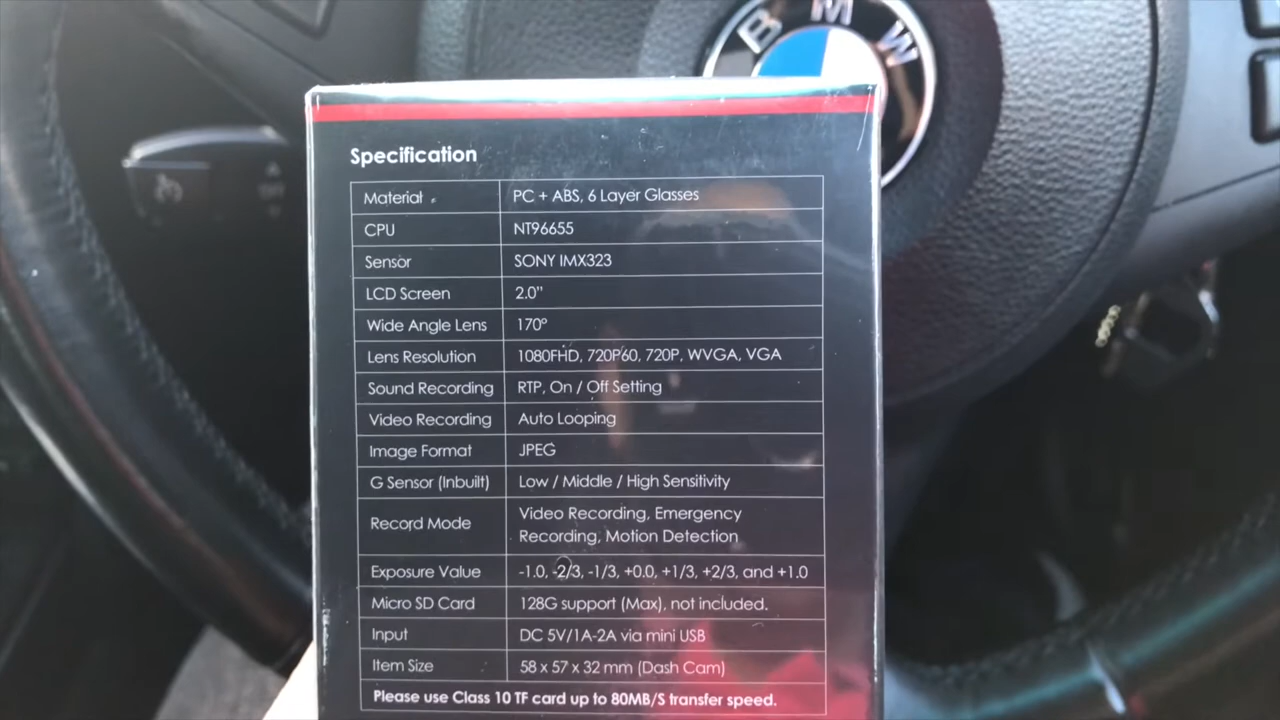 BMW
Specification
Material PC + ABS, 6 Layer Glasses
CPU NT96655
Sensor SONY IMX323
LCD Screen 2.0"
Wide Angle Lens 170º
Lens Resolution 1080FHD, 720P60, 720P, WVGA, VGA
Sound Recording RTP, On / Off Setting
Video Recording Auto Looping
Image Format JPEG
G Sensor (Inbuilt) Low / Middle / High Sensitivity
Record Mode Video Recording, Emergency
Recording, Motion Detection
Exposure Value -1.0, -2/3, -1/3, +0.0, +1/3, +2/3, and +1.0
Micro SD Card 128G support (Max), not included.
Input DC 5V/1A-2A via mini USB
Item Size 58 x 57 x 32 mm (Dash Cam)
Please use Class 10 TF card up to 80MB/S transfer speed.